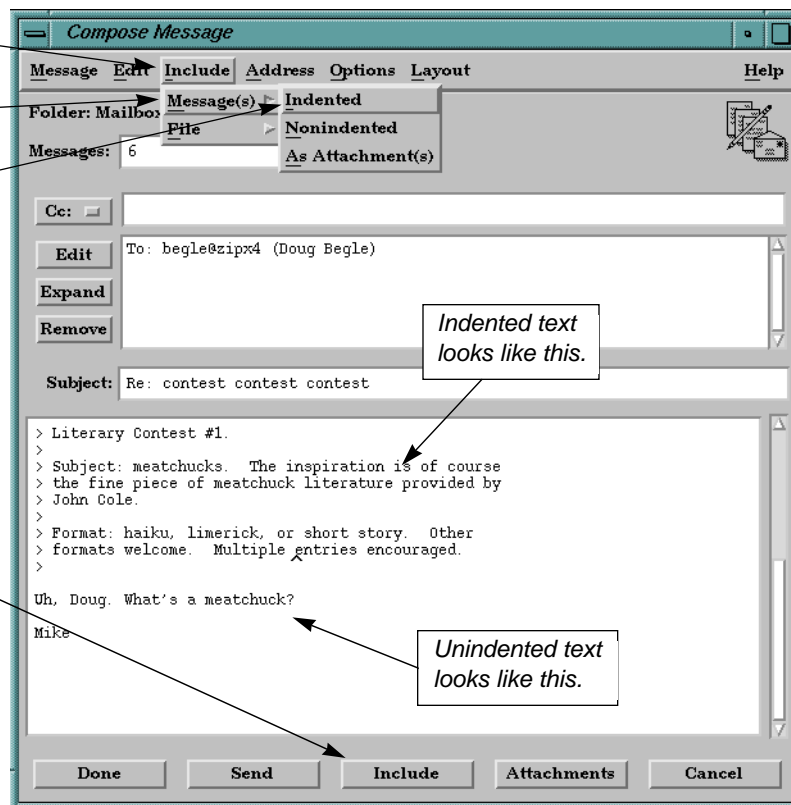 Compose Message
Message Edit Include Address Options Layout Help
Message(s) Indented
Folder: Mailbox
File Nonindented
Messages: 6
As Attachment(s)
Cc:
Edit To: begle@zipx4 (Doug Begle)
Expand
Remove
Indented text
looks like this.
Subject: Re: contest contest contest
> Literary Contest #1.
>
> Subject: meatchucks. The inspiration is of course
> the fine piece of meatchuck literature provided by
> John Cole.
>
> Format: haiku, limerick, or short story. Other
> formats welcome. Multiple entries encouraged.
>
Uh, Doug. What's a meatchuck?
Mike
Unindented text
looks like this.
Done Send Include Attachments Cancel